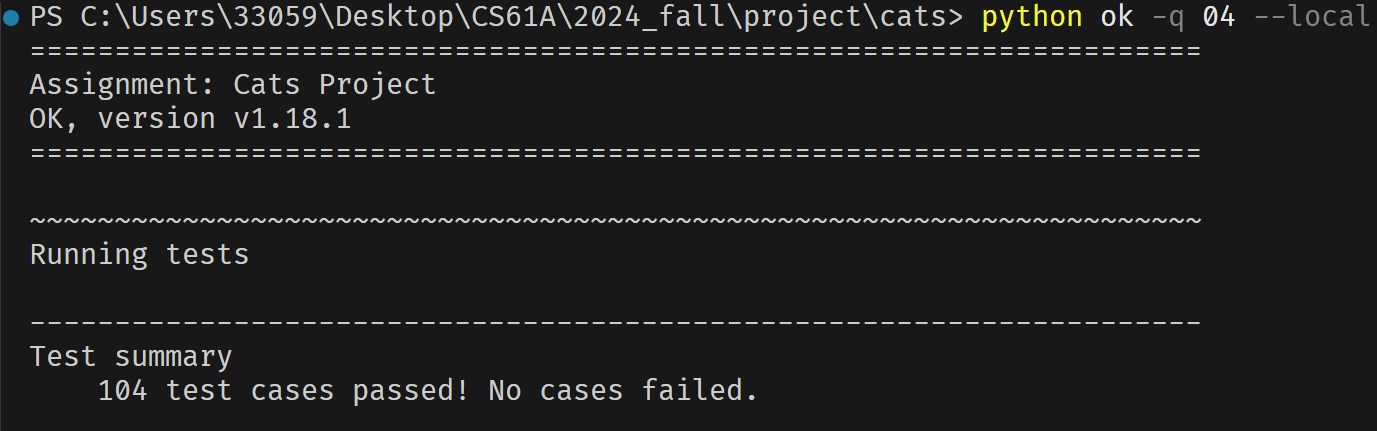 PS C:\Users\33059\Desktop\CS61A\2024_fall\project\cats> python ok -q 04 --local
=====================================================================
Assignment: Cats Project
OK, version v1.18.1
=====================================================================
~~~~~~~~~~~~~~~~~~~~~~~~~~~~~~~~~~~~~~~~~~~~~~~~~~~~~~~~~~~~~~~~~~~~~
Running tests
---------------------------------------------------------------------
Test summary
    104 test cases passed! No cases failed.